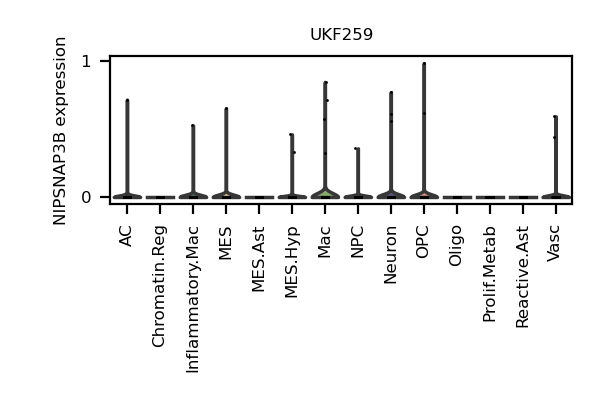 UKF259
NIPSNAP3B expression
1
0
AC
Chromatin.Reg
Inflammatory.Mac
MES
MES.Ast
MES.Hyp
Mac
NPC
Neuron
OPC
Oligo
Prolif.Metab
Reactive.Ast
Vasc